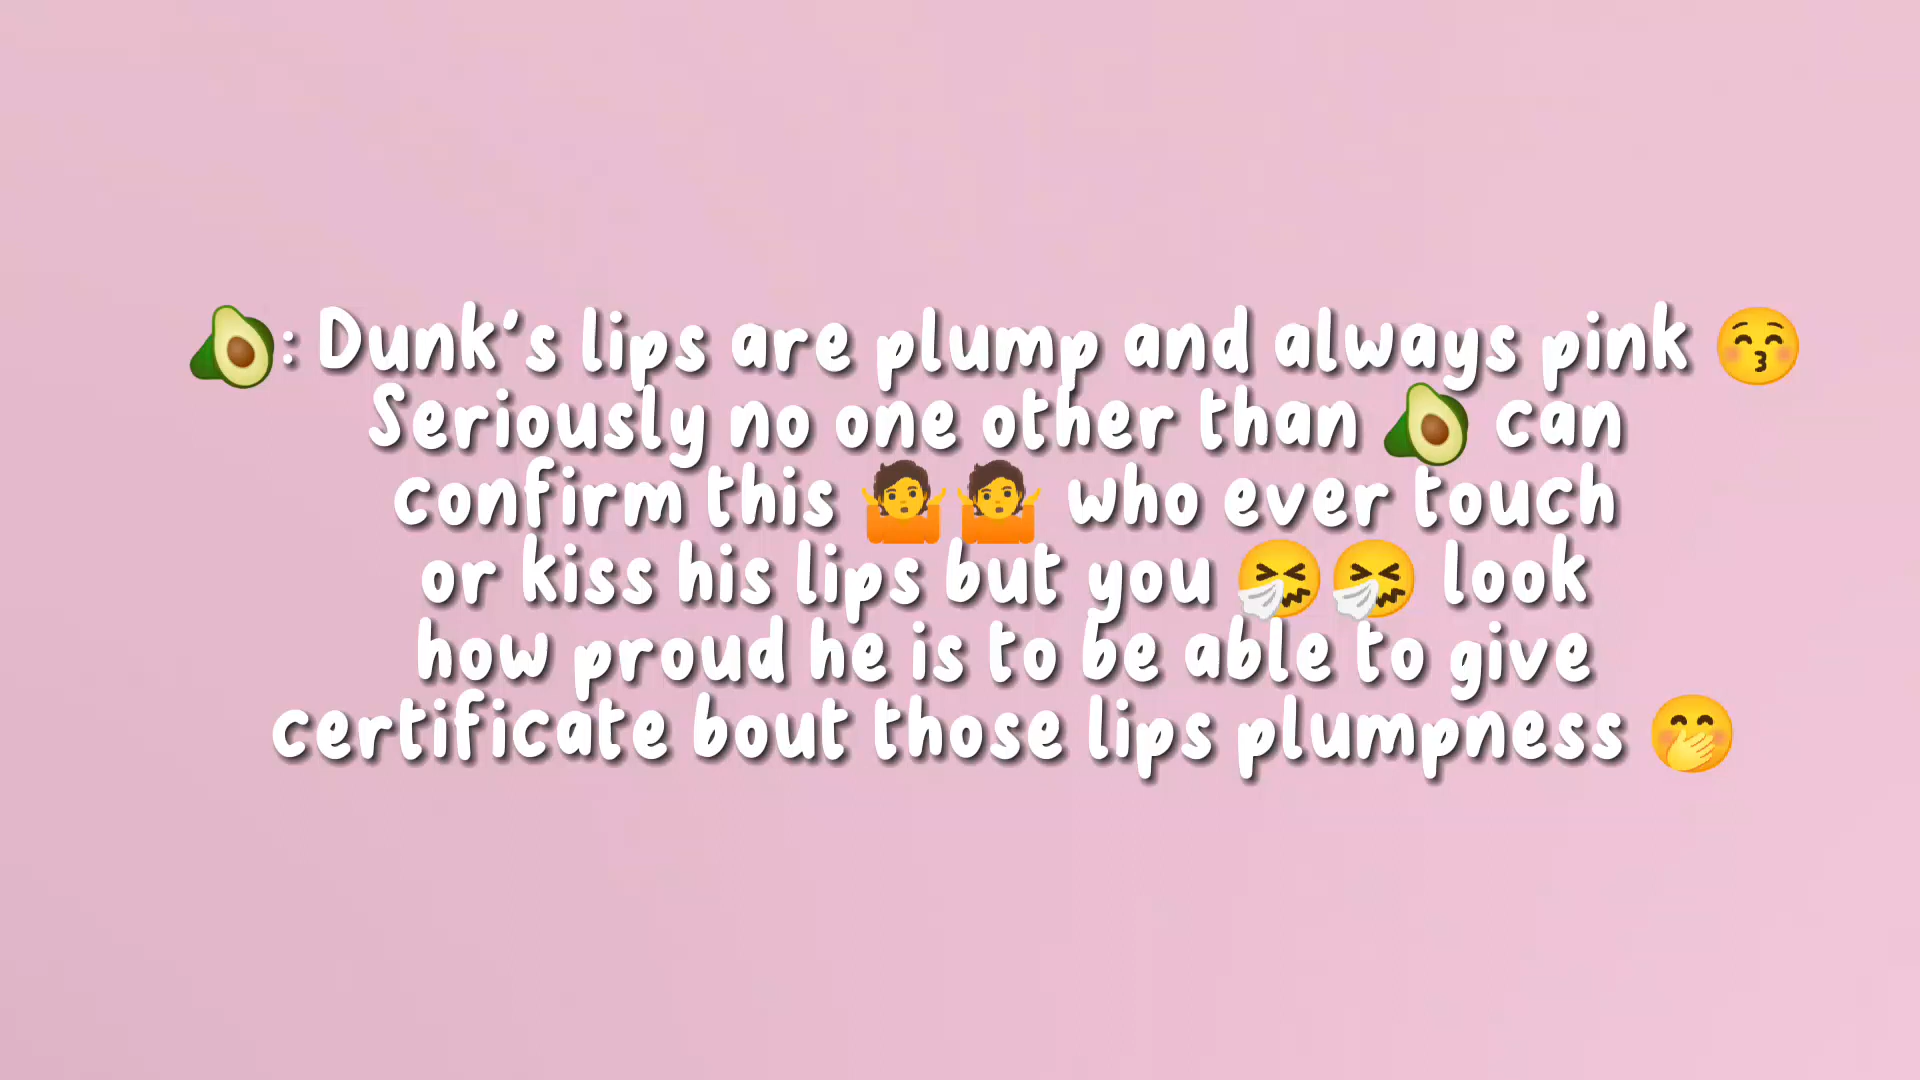 🥑: Dunk's lips are plump and always pink 😚
Seriously no one other than 🥑 can
confirm this 🤷🤷 who ever touch
or kiss his lips but you 🤧🤧 look
how proud he is to be able to give
certificate bout those lips plumpness 🤭